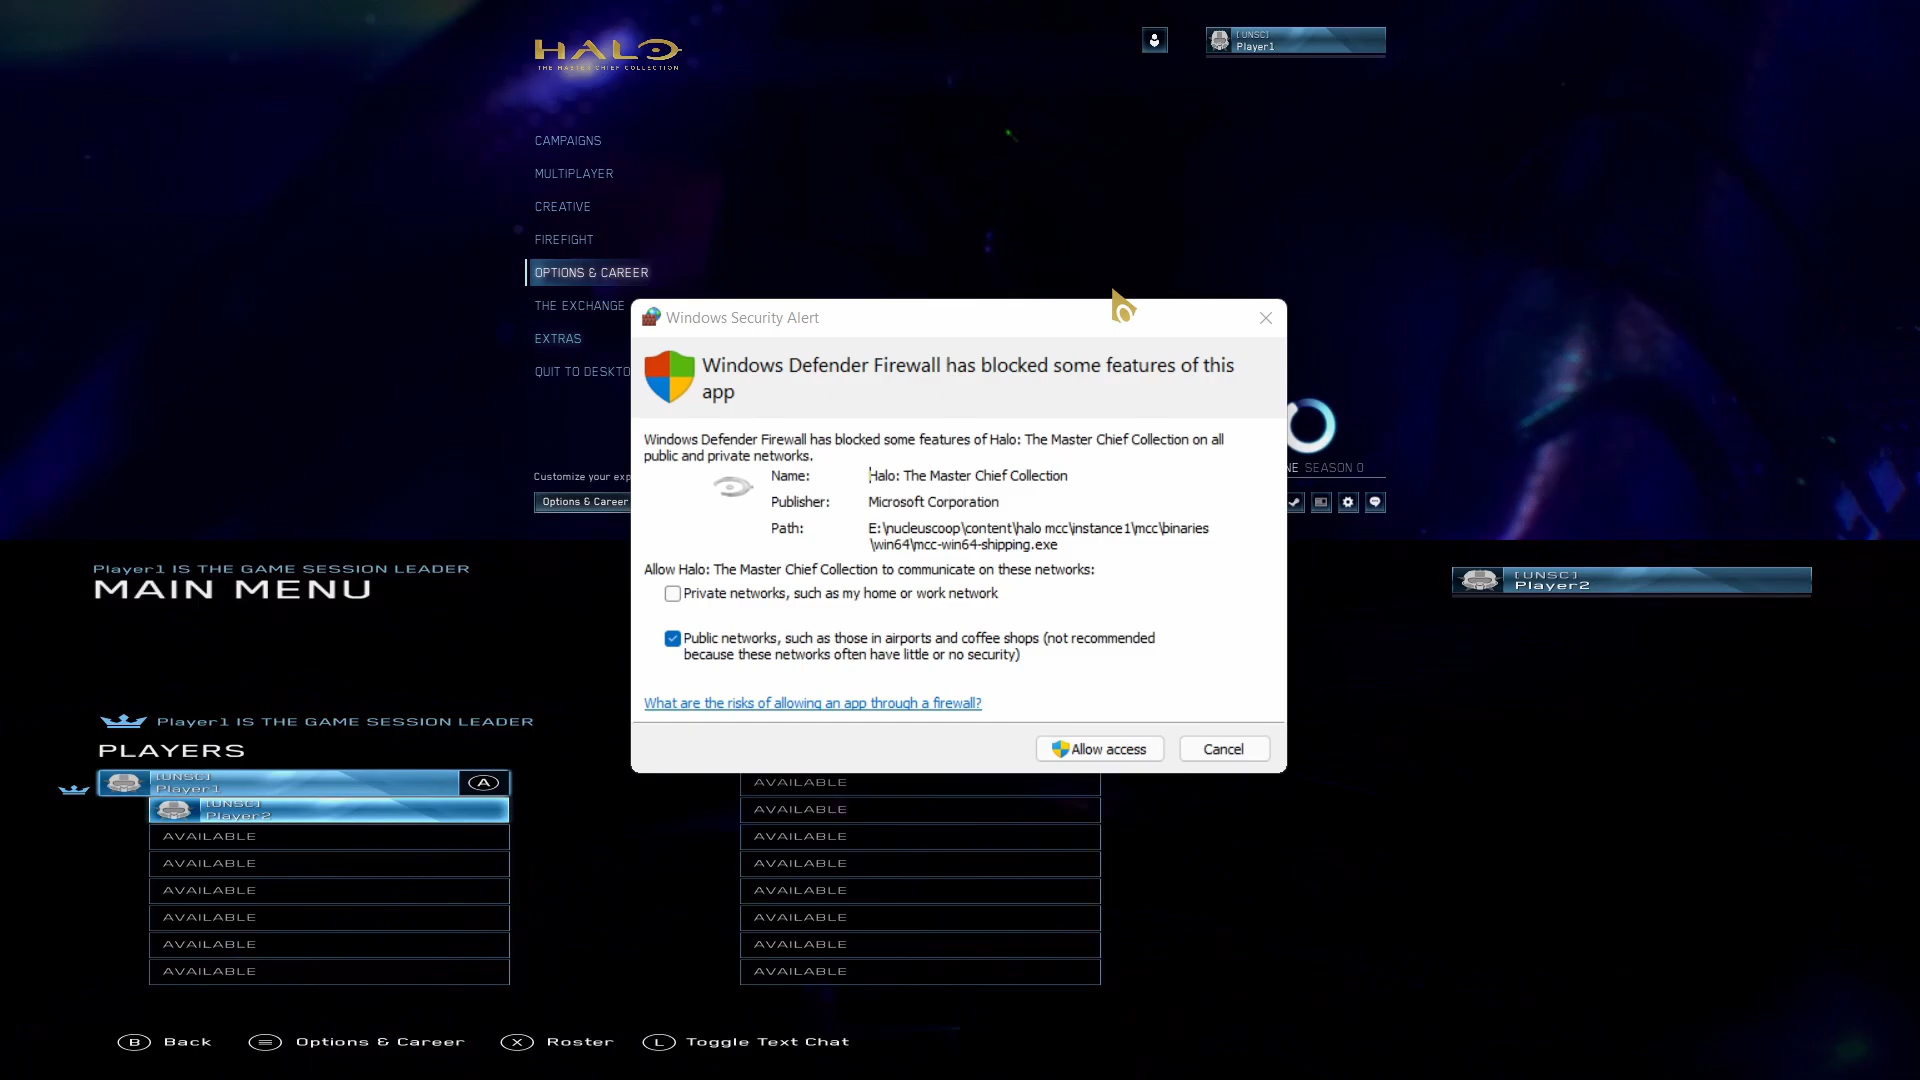 HALO
THE MASTER CHIEF COLLECTION
[UNSC]
Player1
CAMPAIGNS
MULTIPLAYER
CREATIVE
FIREFIGHT
OPTIONS & CAREER
THE EXCHANGE
EXTRAS
QUIT TO DESKTO
Customize your exp
Options & Career
NE SEASON 0
Windows Security Alert
Windows Defender Firewall has blocked some features of this
app
Windows Defender Firewall has blocked some features of Halo: The Master Chief Collection on all
public and private networks.
Name: Halo: The Master Chief Collection
Publisher: Microsoft Corporation
Path: E:\nucleuscoop\content\halo mcc\instance1\mcc\binaries
\win64\mcc-win64-shipping.exe
Allow Halo: The Master Chief Collection to communicate on these networks:
Private networks, such as my home or work network
Public networks, such as those in airports and coffee shops (not recommended
because these networks often have little or no security)
What are the risks of allowing an app through a firewall?
Allow access
Cancel
Player1 IS THE GAME SESSION LEADER
MAIN MENU
[UNSC]
Player2
Player1 IS THE GAME SESSION LEADER
PLAYERS
[UNSC]
Player1
A
[UNSC]
Player2
AVAILABLE
AVAILABLE
AVAILABLE
AVAILABLE
AVAILABLE
AVAILABLE
AVAILABLE
AVAILABLE
AVAILABLE
AVAILABLE
AVAILABLE
AVAILABLE
AVAILABLE
AVAILABLE
B Back
Options & Career
X Roster
L Toggle Text Chat